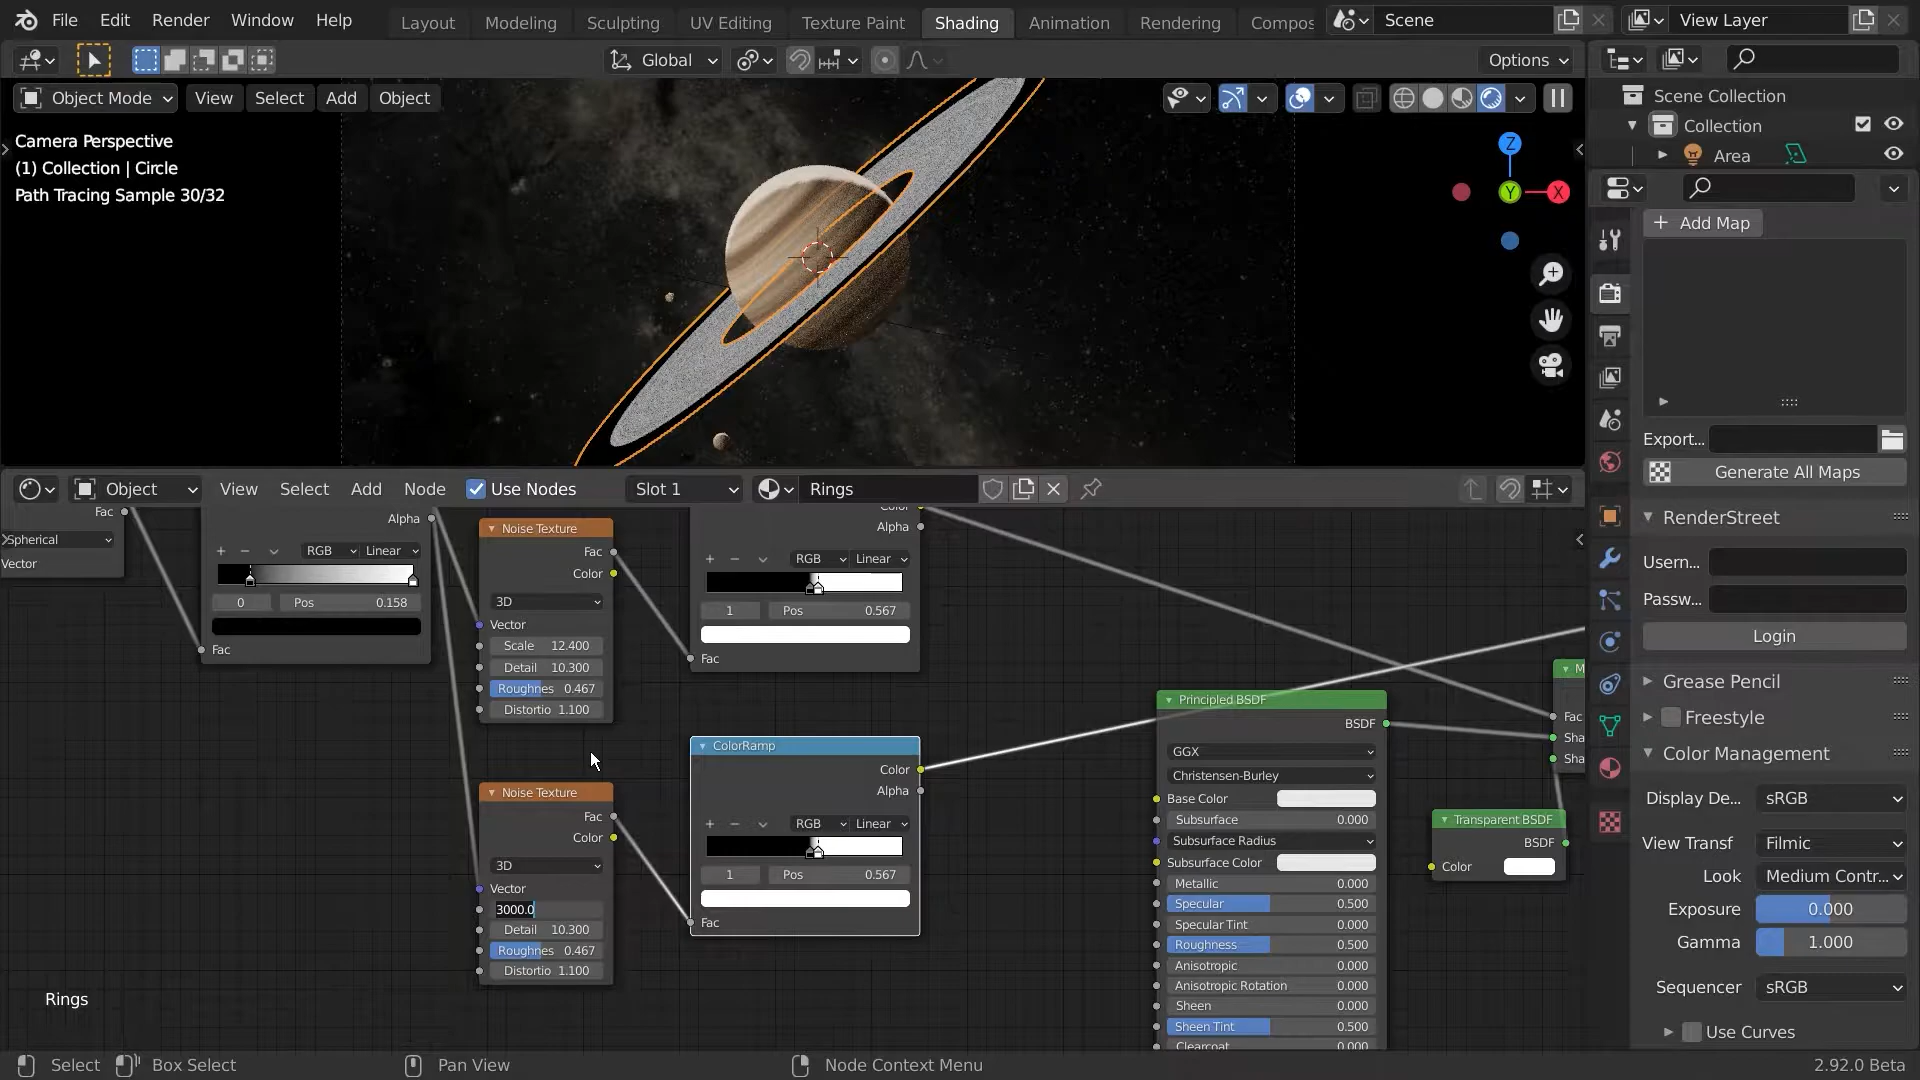 File Edit Render Window Help Layout Modeling Sculpting UV Editing Texture Paint Shading Animation Rendering Compos Scene View Layer
Global Options
Object Mode View Select Add Object
Scene Collection
Collection
Area
Camera Perspective
(1) Collection | Circle
Path Tracing Sample 30/32
Z
Y
X
Add Map
Export...
Generate All Maps
RenderStreet
Usern...
Passw...
Login
Grease Pencil
Freestyle
Color Management
Display De... sRGB
View Transf Filmic
Look Medium Contr...
Exposure 0.000
Gamma 1.000
Sequencer sRGB
Use Curves
Object View Select Add Node Use Nodes Slot 1 Rings
Fac
Spherical
Vector
Alpha
RGB Linear
0 Pos 0.158
Fac
Noise Texture
Fac
Color
3D
Vector
Scale 12.400
Detail 10.300
Roughnes 0.467
Distortio 1.100
Alpha
RGB Linear
1 Pos 0.567
Fac
Noise Texture
Fac
Color
3D
Vector
3000.0
Detail 10.300
Roughnes 0.467
Distortio 1.100
ColorRamp
Color
Alpha
RGB Linear
1 Pos 0.567
Fac
Principled BSDF
BSDF
GGX
Christensen-Burley
Base Color
Subsurface 0.000
Subsurface Radius
Subsurface Color
Metallic 0.000
Specular 0.500
Specular Tint 0.000
Roughness 0.500
Anisotropic 0.000
Anisotropic Rotation 0.000
Sheen 0.000
Sheen Tint 0.500
Clearcoat 0.000
Transparent BSDF
BSDF
Color
M
Fac
Sha
Sha
Rings
Select Box Select Pan View Node Context Menu 2.92.0 Beta